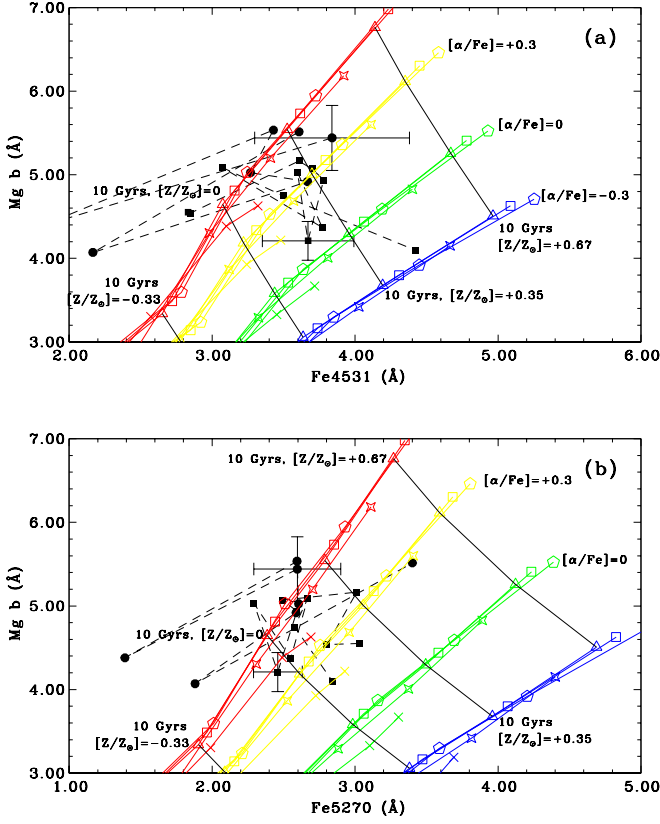 7.00
6.00
5.00
4.00
3.00
Mg b (Å)
(a)
[α/Fe]=+0.3
[α/Fe]=0
[α/Fe]=−0.3
10 Gyrs, [Z/Z⊙]=0
10 Gyrs
[Z/Z⊙]=+0.67
10 Gyrs
[Z/Z⊙]=−0.33
10 Gyrs, [Z/Z⊙]=+0.35
2.00 3.00 4.00 5.00 6.00
Fe4531 (Å)
7.00
6.00
5.00
4.00
3.00
Mg b (Å)
10 Gyrs, [Z/Z⊙]=+0.67
(b)
[α/Fe]=+0.3
[α/Fe]=0
10 Gyrs, [Z/Z⊙]=0
10 Gyrs
[Z/Z⊙]=−0.33
10 Gyrs
[Z/Z⊙]=+0.35
1.00 2.00 3.00 4.00 5.00
Fe5270 (Å)